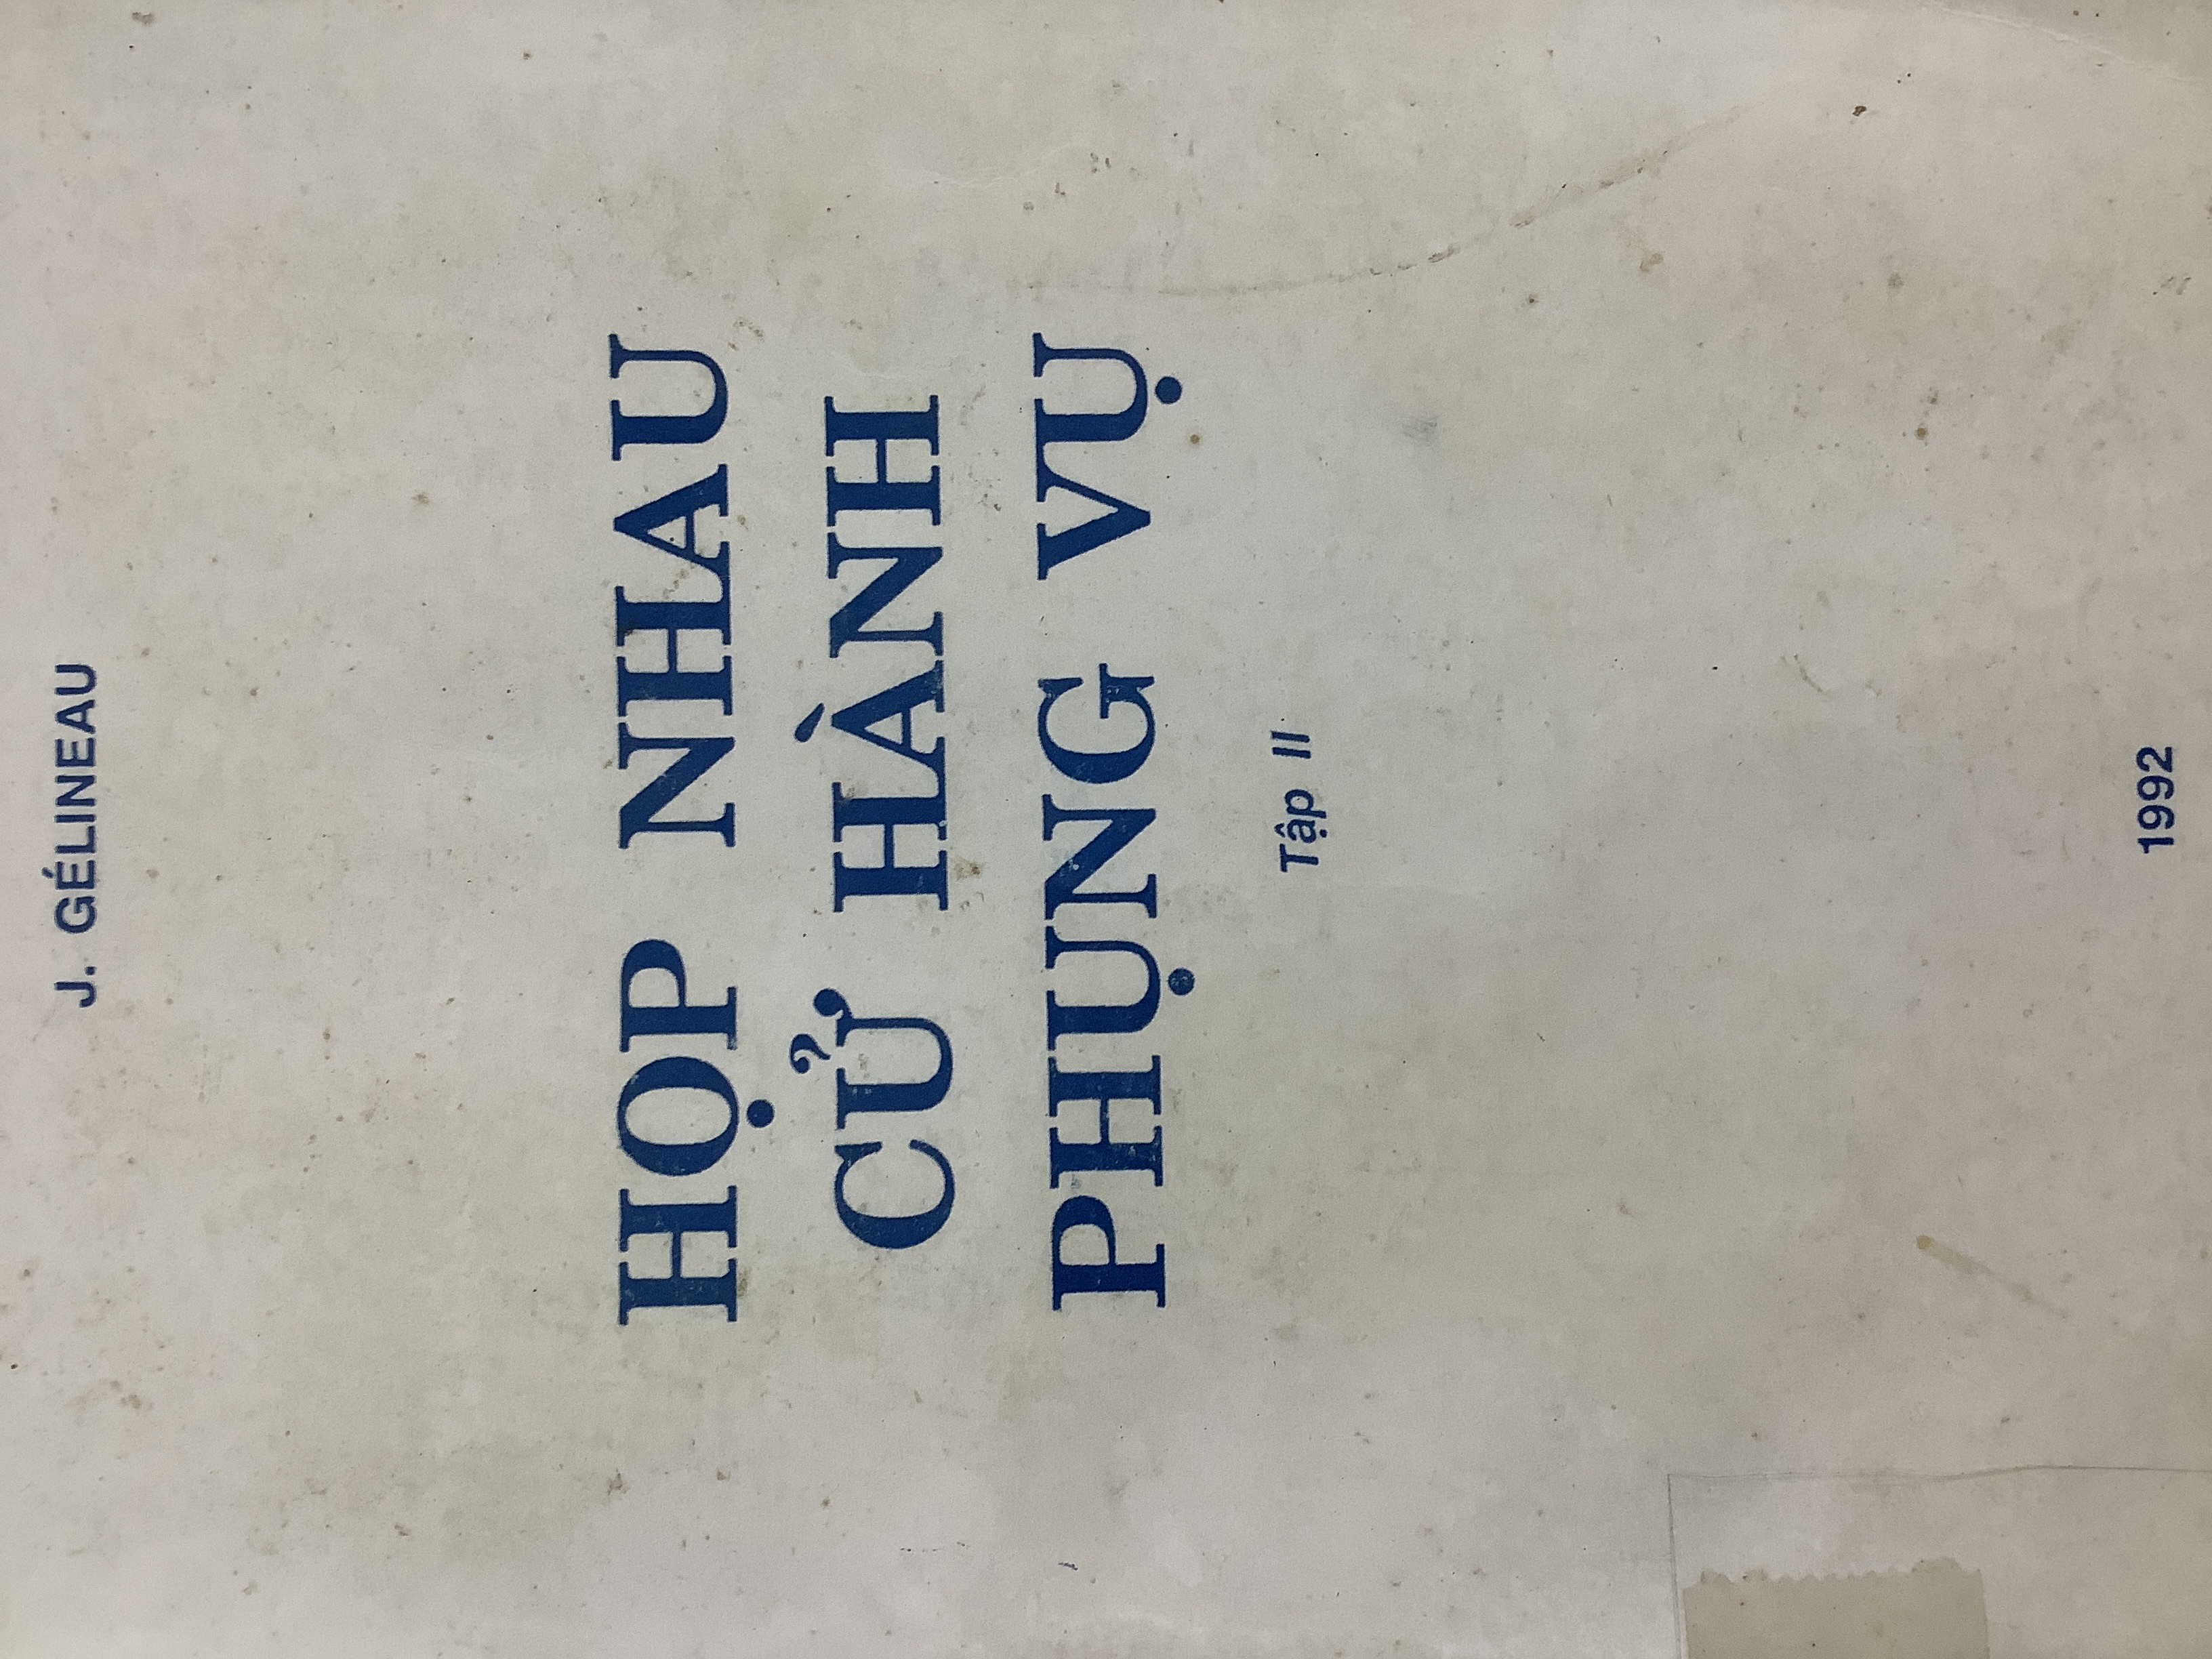 J. GÉLINEAU
HỌP NHAU
CỬ HÀNH
PHỤNG VỤ
Tập II
1992